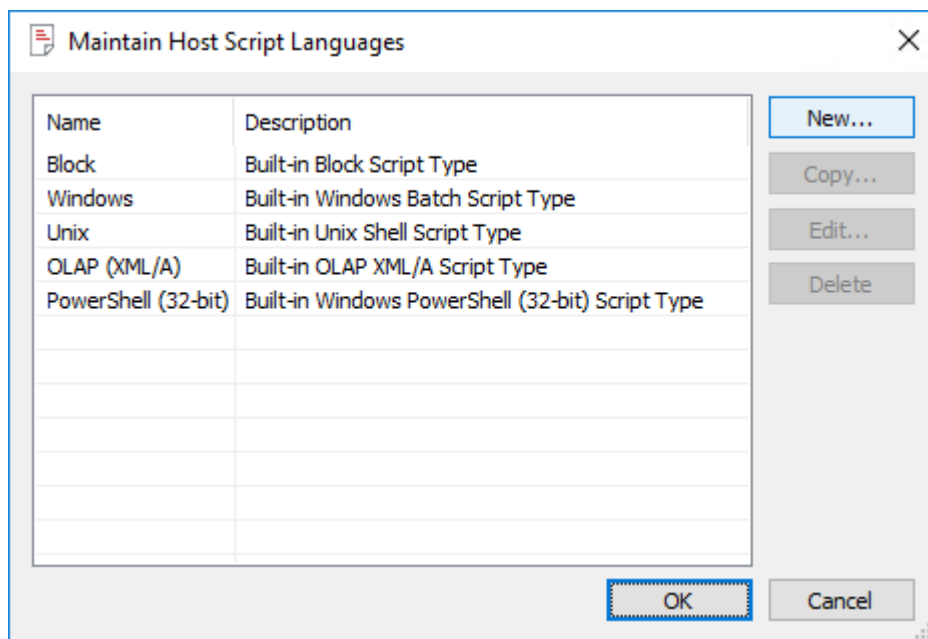 Maintain Host Script Languages
Name Description
Block Built-in Block Script Type
Windows Built-in Windows Batch Script Type
Unix Built-in Unix Shell Script Type
OLAP (XML/A) Built-in OLAP XML/A Script Type
PowerShell (32-bit) Built-in Windows PowerShell (32-bit) Script Type
New...
Copy...
Edit...
Delete
OK Cancel